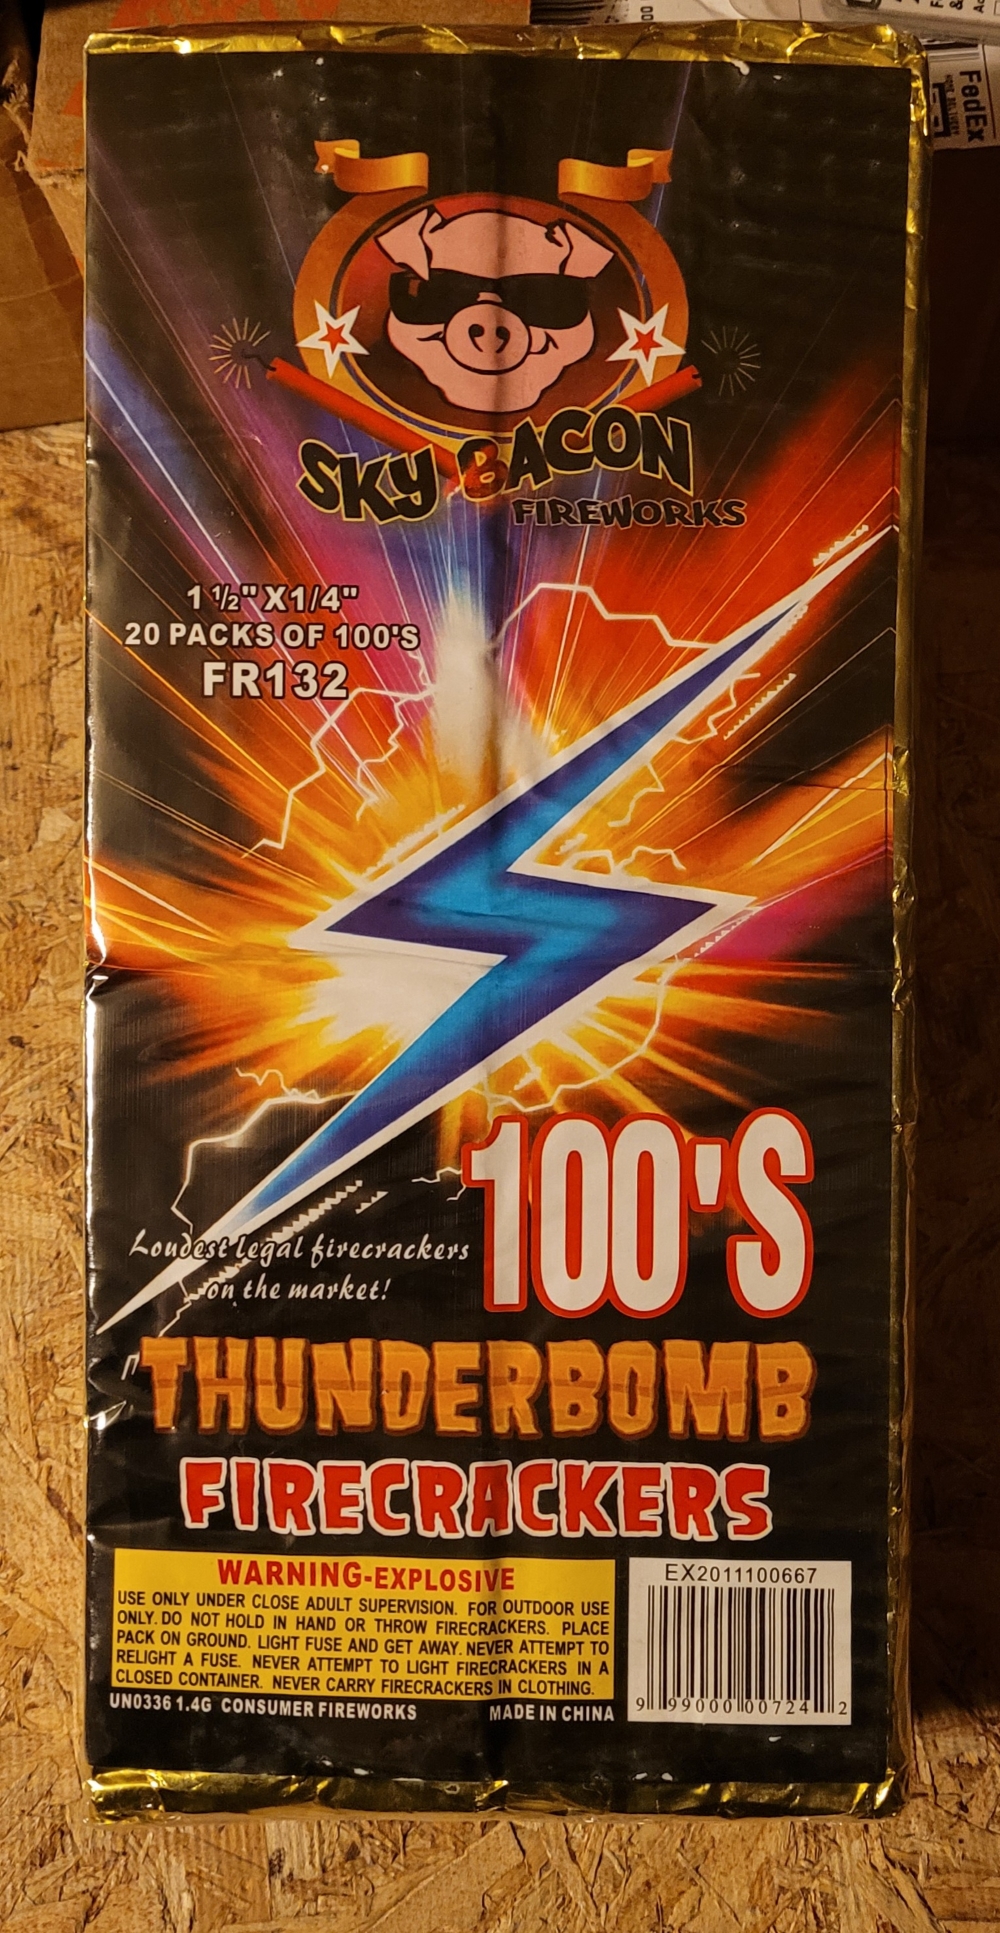 FedEx
SKY BACON
FIREWORKS
1 ½" X1/4"
20 PACKS OF 100'S
FR132
100'S
Loudest legal firecrackers
on the market!
THUNDERBOMB
FIRECRACKERS
WARNING-EXPLOSIVE
USE ONLY UNDER CLOSE ADULT SUPERVISION. FOR OUTDOOR USE
ONLY. DO NOT HOLD IN HAND OR THROW FIRECRACKERS. PLACE
PACK ON GROUND. LIGHT FUSE AND GET AWAY. NEVER ATTEMPT TO
RELIGHT A FUSE. NEVER ATTEMPT TO LIGHT FIRECRACKERS IN A
CLOSED CONTAINER. NEVER CARRY FIRECRACKERS IN CLOTHING.
UN0336 1.4G CONSUMER FIREWORKS MADE IN CHINA
EX2011100667
9 99000 00724 2